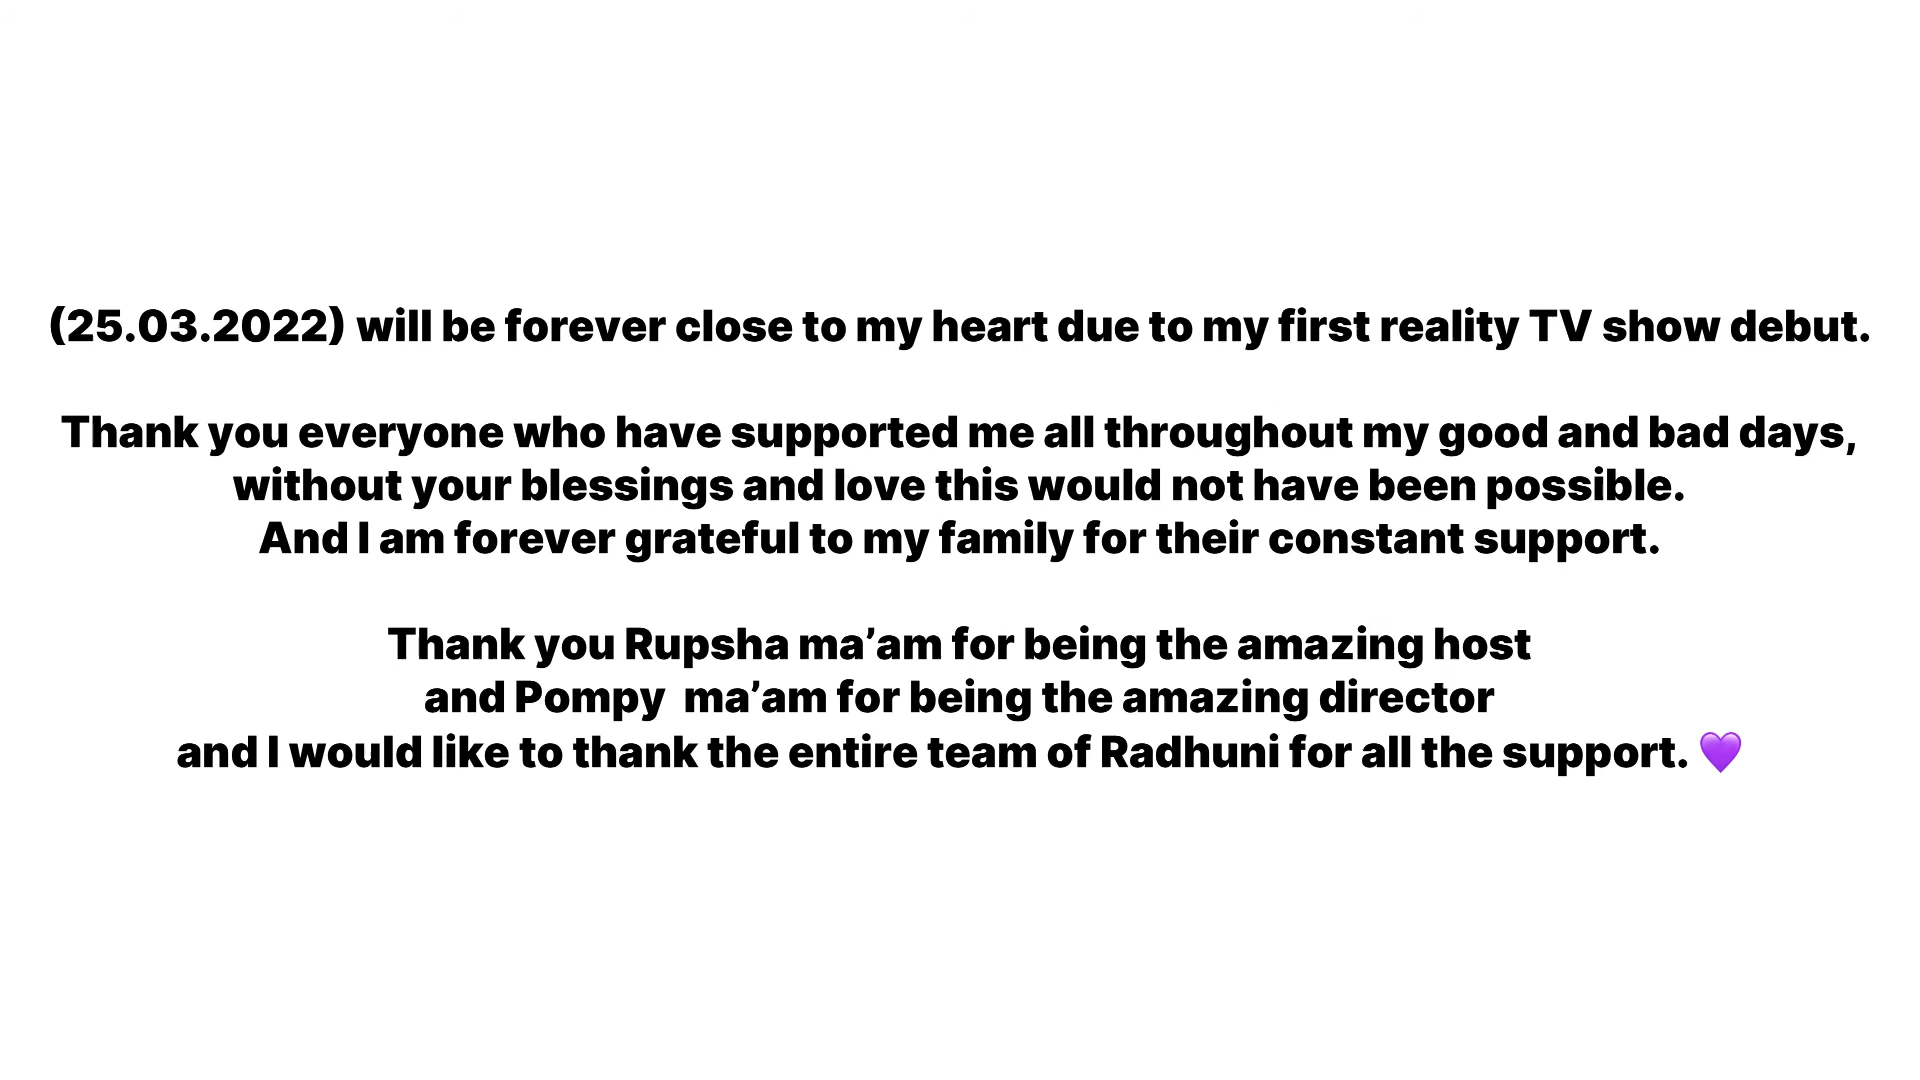 (25.03.2022) will be forever close to my heart due to my first reality TV show debut.
Thank you everyone who have supported me all throughout my good and bad days,
without your blessings and love this would not have been possible.
And I am forever grateful to my family for their constant support.
Thank you Rupsha ma’am for being the amazing host
and Pompy  ma’am for being the amazing director
and I would like to thank the entire team of Radhuni for all the support. 💜